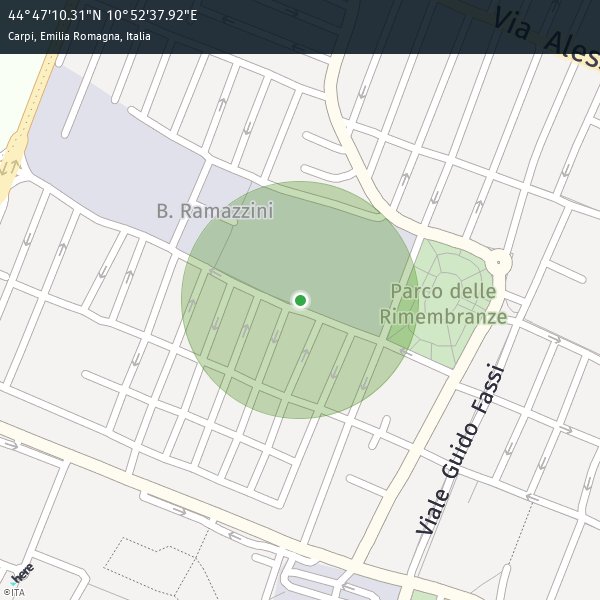 44°47'10.31"N 10°52'37.92"E
Carpi, Emilia Romagna, Italia
Via Aless
B. Ramazzini
Parco delle
Rimembranze
Viale Guido Fassi
here
©ITA